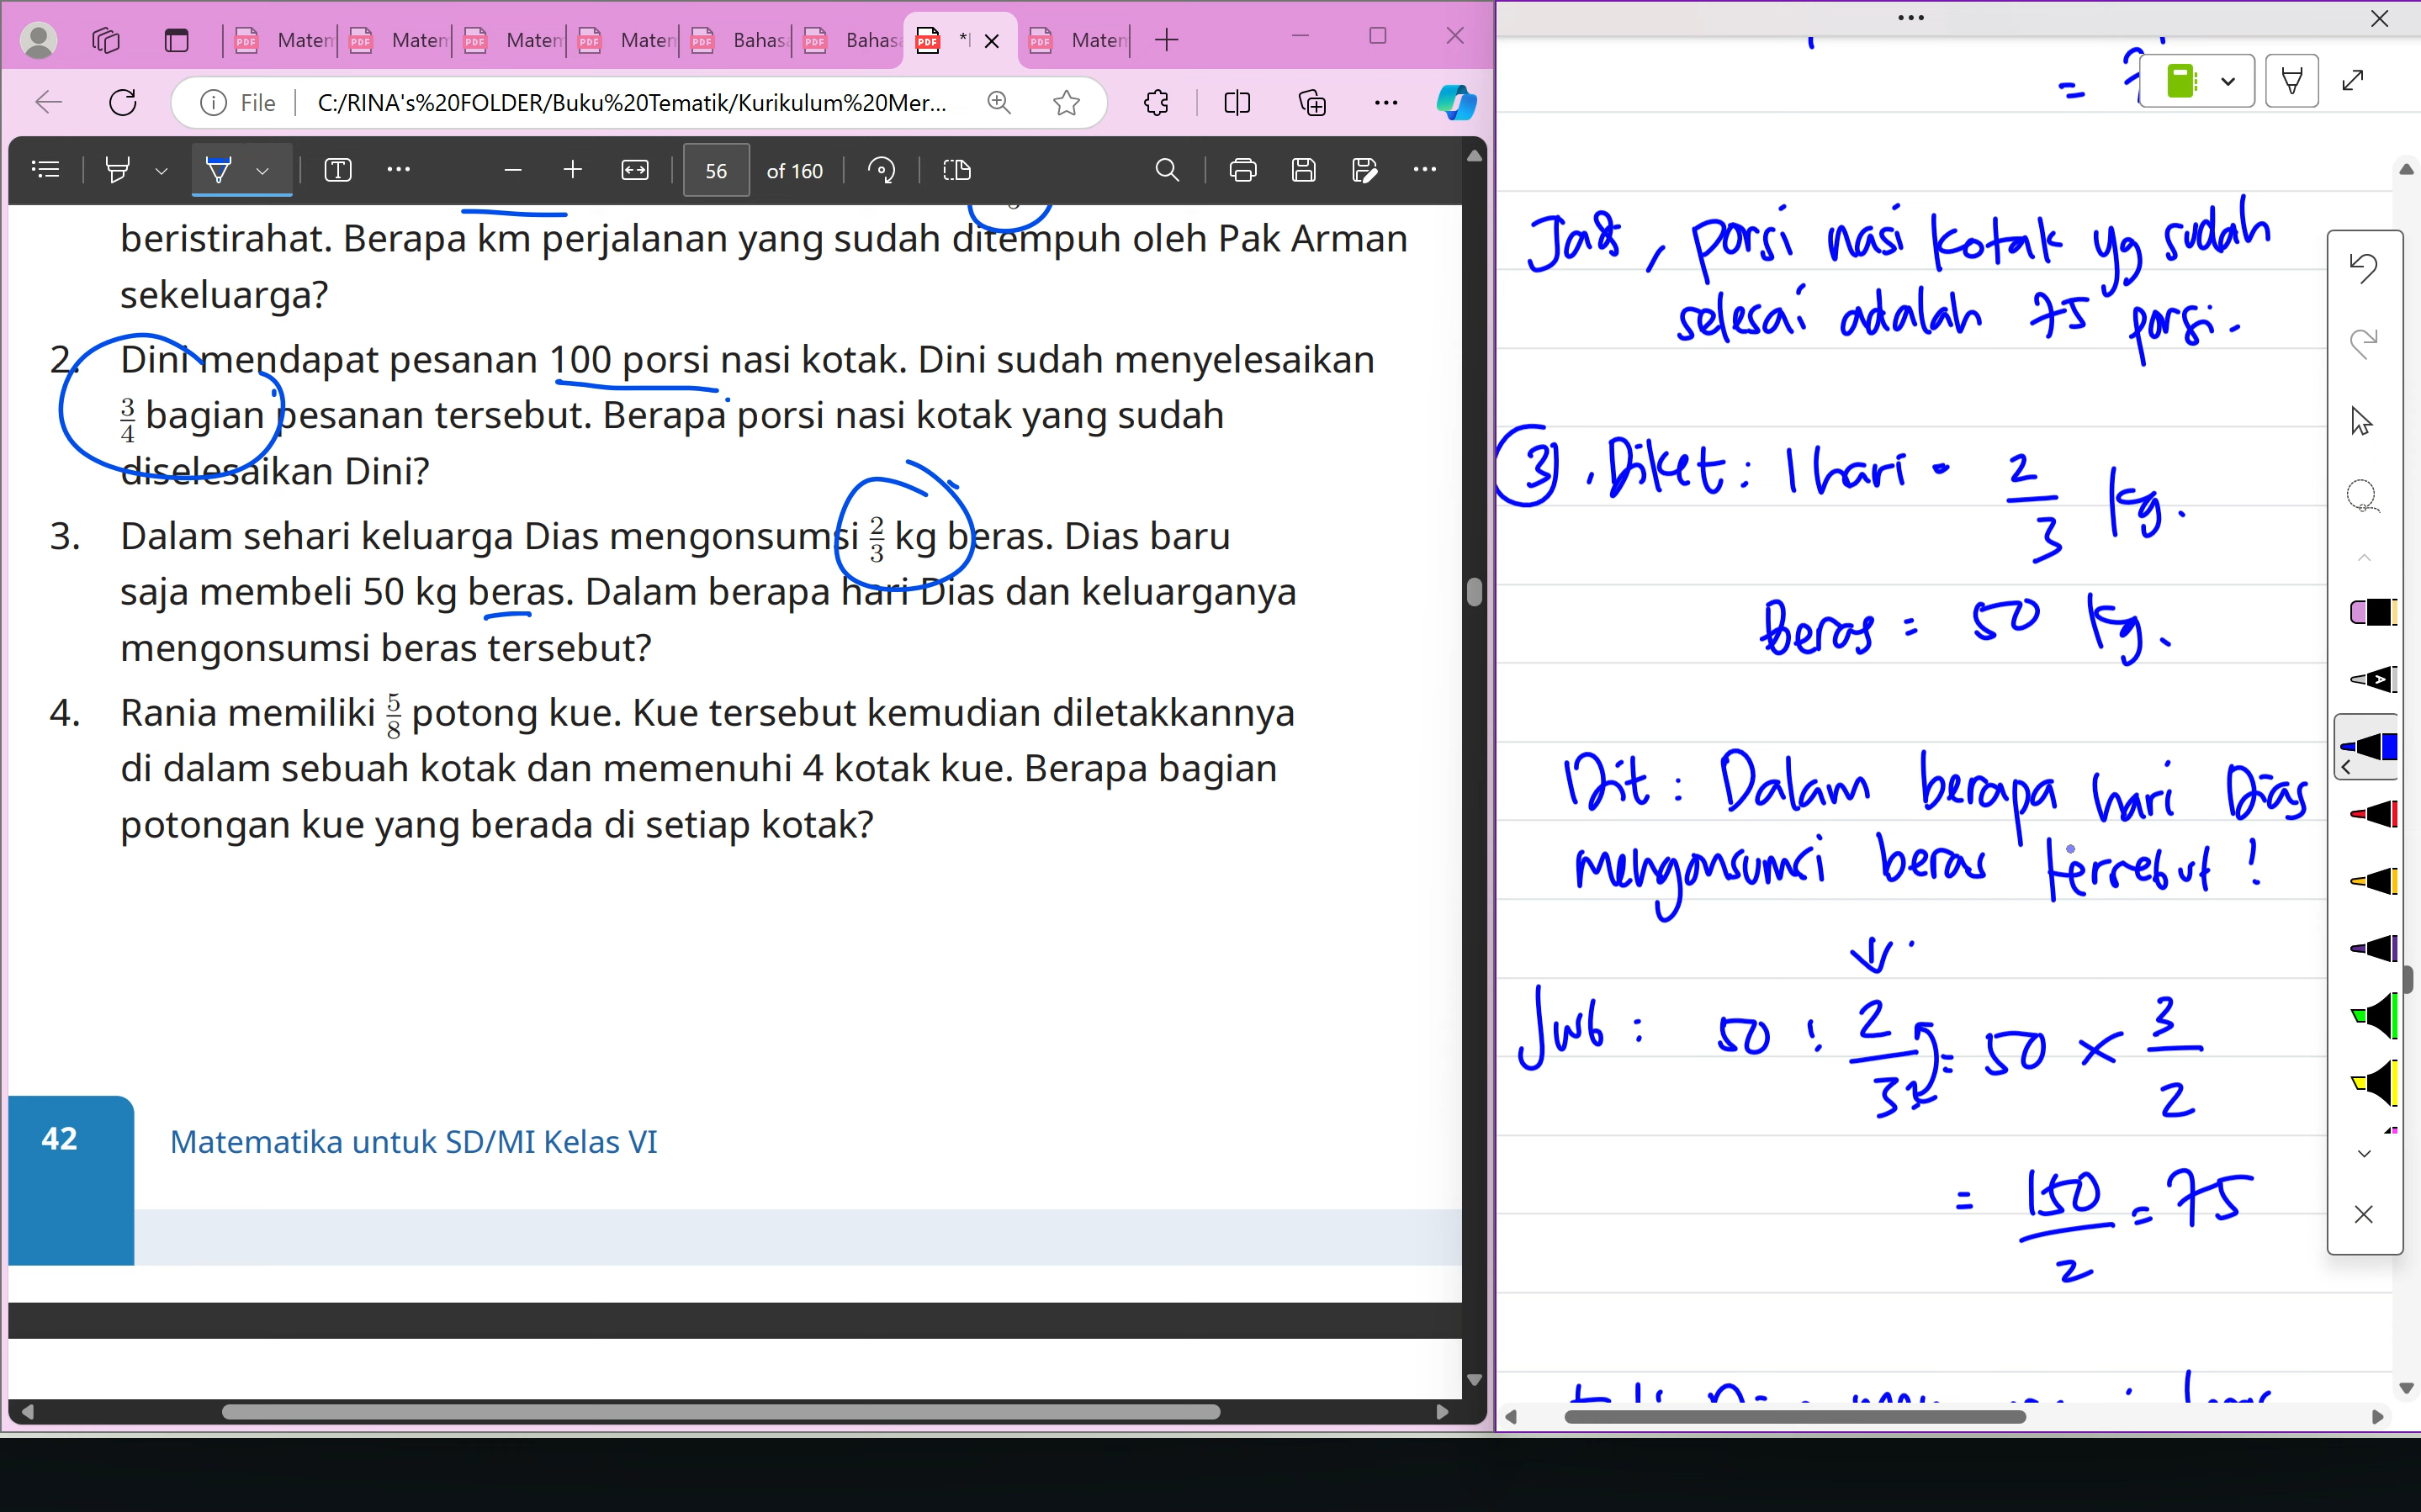 Matem
Matem
Matem
Matem
Bahas
Bahasa
*I
Matem
File
C:/RINA's%20FOLDER/Buku%20Tematik/Kurikulum%20Mer...
56 of 160
beristirahat. Berapa km perjalanan yang sudah ditempuh oleh Pak Arman
sekeluarga?
2. Dini mendapat pesanan 100 porsi nasi kotak. Dini sudah menyelesaikan
3/4 bagian pesanan tersebut. Berapa porsi nasi kotak yang sudah
diselesaikan Dini?
3. Dalam sehari keluarga Dias mengonsumsi 2/3 kg beras. Dias baru
saja membeli 50 kg beras. Dalam berapa hari Dias dan keluarganya
mengonsumsi beras tersebut?
4. Rania memiliki 5/8 potong kue. Kue tersebut kemudian diletakkannya
di dalam sebuah kotak dan memenuhi 4 kotak kue. Berapa bagian
potongan kue yang berada di setiap kotak?
42
Matematika untuk SD/MI Kelas VI
Jadi, porsi nasi kotak yg sudah
selesai adalah 75 porsi.
3). Diket: 1 hari = 2/3 kg.
Beras = 50 kg.
Dit: Dalam berapa hari Dias
mengonsumsi beras tersebut?
Jwb: 50 : 2/3 = 50 × 3/2
= 150/2 = 75